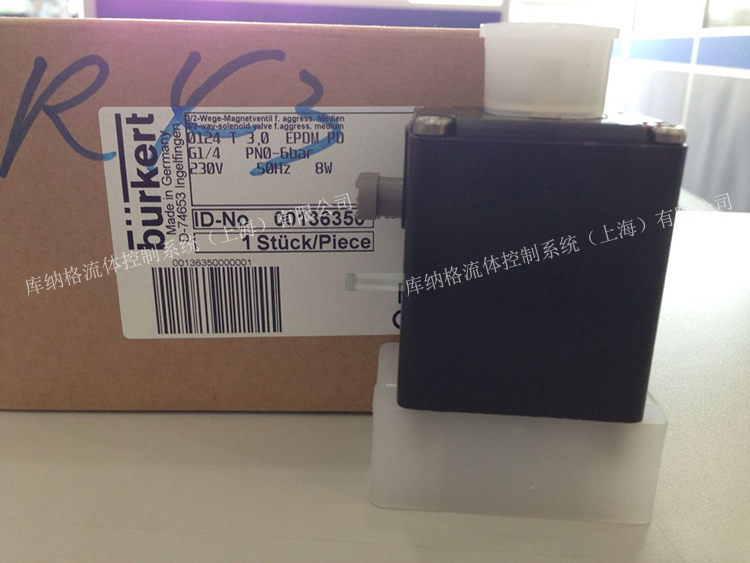 RX3
3/2-Wege-Magnetventil f. aggress. Medien
3/2-way-solenoid valve f.aggress. medium
0124 T 3,0 EPDM PD
G1/4 PN0-6bar
230V 50Hz 8W
bürkert
Made in Germany
D-74653 Ingelfingen
ID-No. 00136350
1 Stück/Piece
00136350000001
库纳格流体控制系统（上海）有限公司
库纳格流体控制系统（上海）有限公司